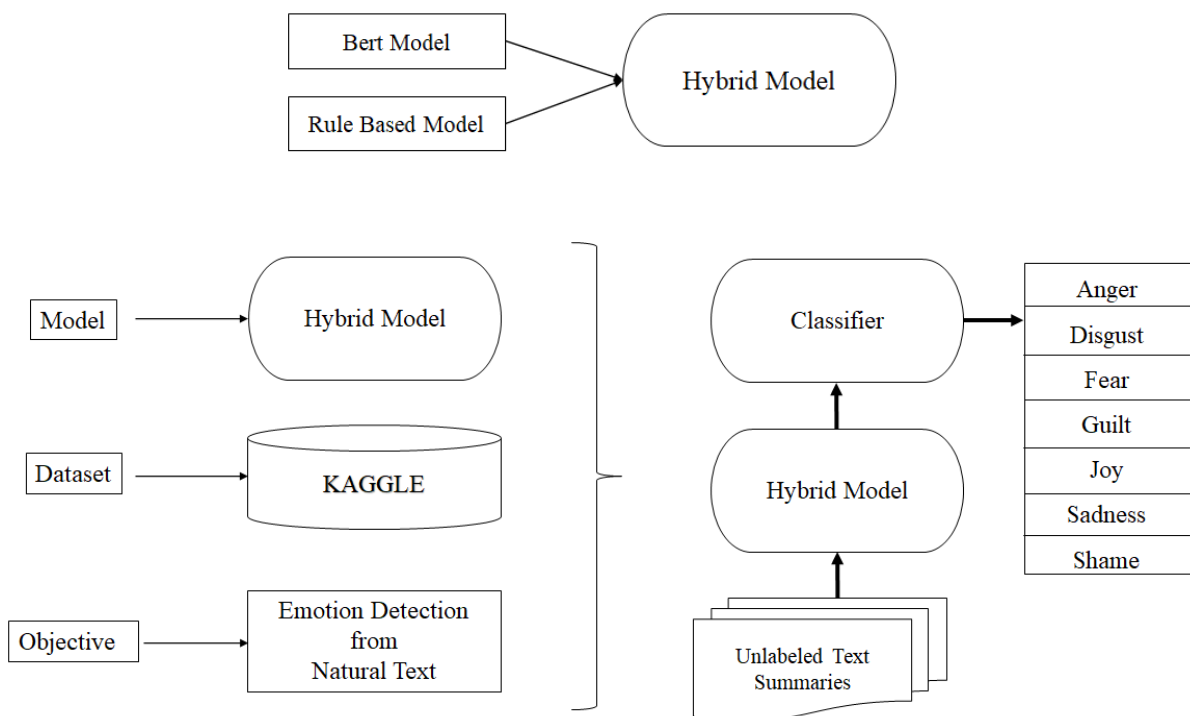 Bert Model
Hybrid Model
Rule Based Model
Model
Hybrid Model
Dataset
KAGGLE
Objective
Emotion Detection
from
Natural Text
Classifier
Hybrid Model
Unlabeled Text
Summaries
Anger
Disgust
Fear
Guilt
Joy
Sadness
Shame